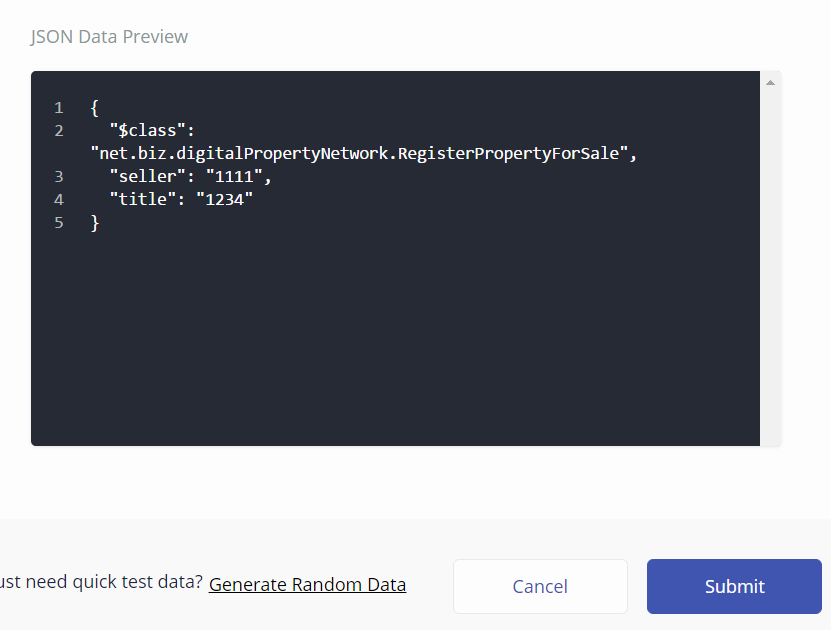 JSON Data Preview
1 {
2   "$class":
"net.biz.digitalPropertyNetwork.RegisterPropertyForSale",
3   "seller": "1111",
4   "title": "1234"
5 }
ust need quick test data? Generate Random Data
Cancel
Submit